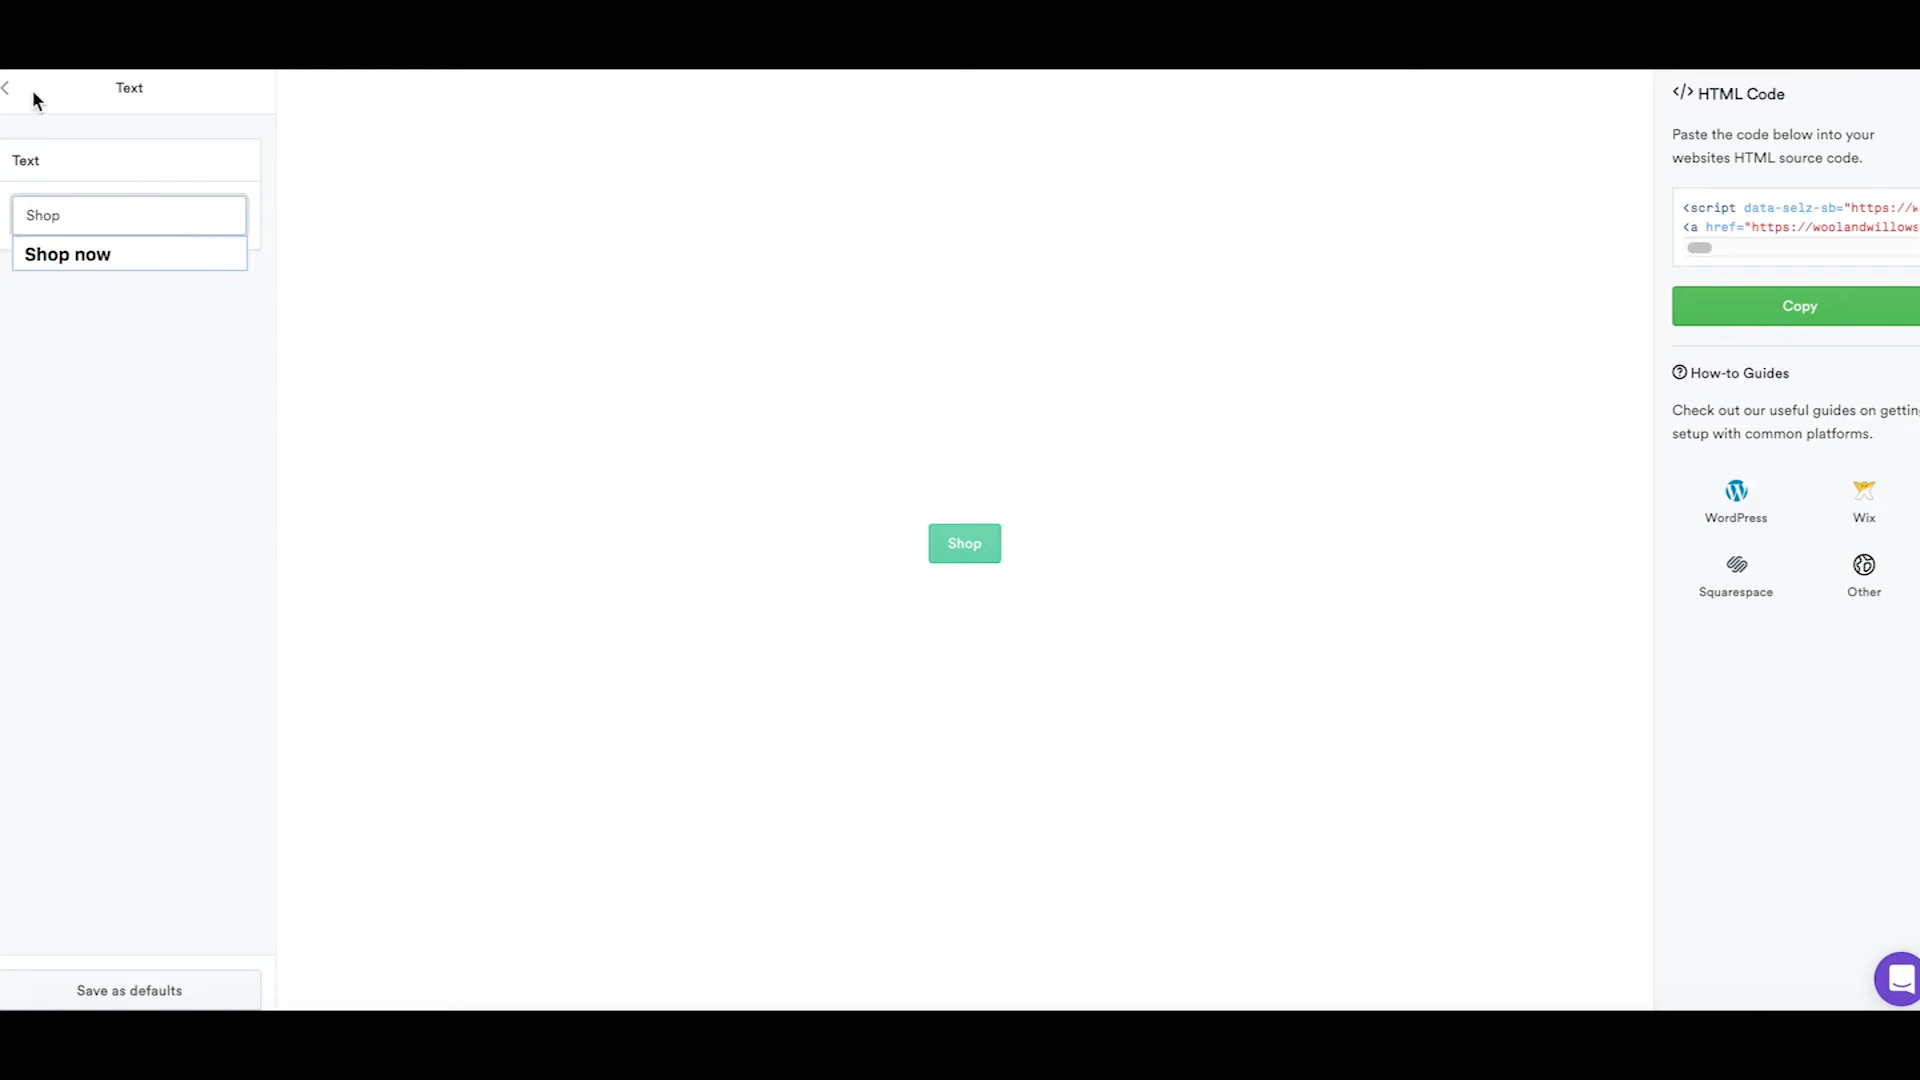 Text
Text
Shop
Shop now
Save as defaults
Shop
</> HTML Code
Paste the code below into your
websites HTML source code.
<script data-selz-sb="https://w
<a href="https://woolandwillows
Copy
How-to Guides
Check out our useful guides on getting
setup with common platforms.
WordPress
Wix
Squarespace
Other